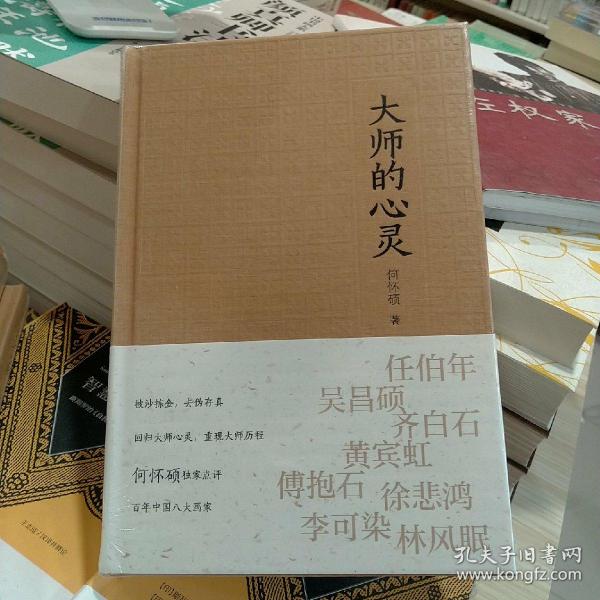 大师的心灵
何怀硕 著
任伯年
吴昌硕
齐白石
黄宾虹
傅抱石
徐悲鸿
李可染
林风眠
披沙拣金,去伪存真
回归大师心灵,重现大师历程
何怀硕独家点评
百年中国八大画家
左权家
孔夫子旧书网
www.kongfz.com